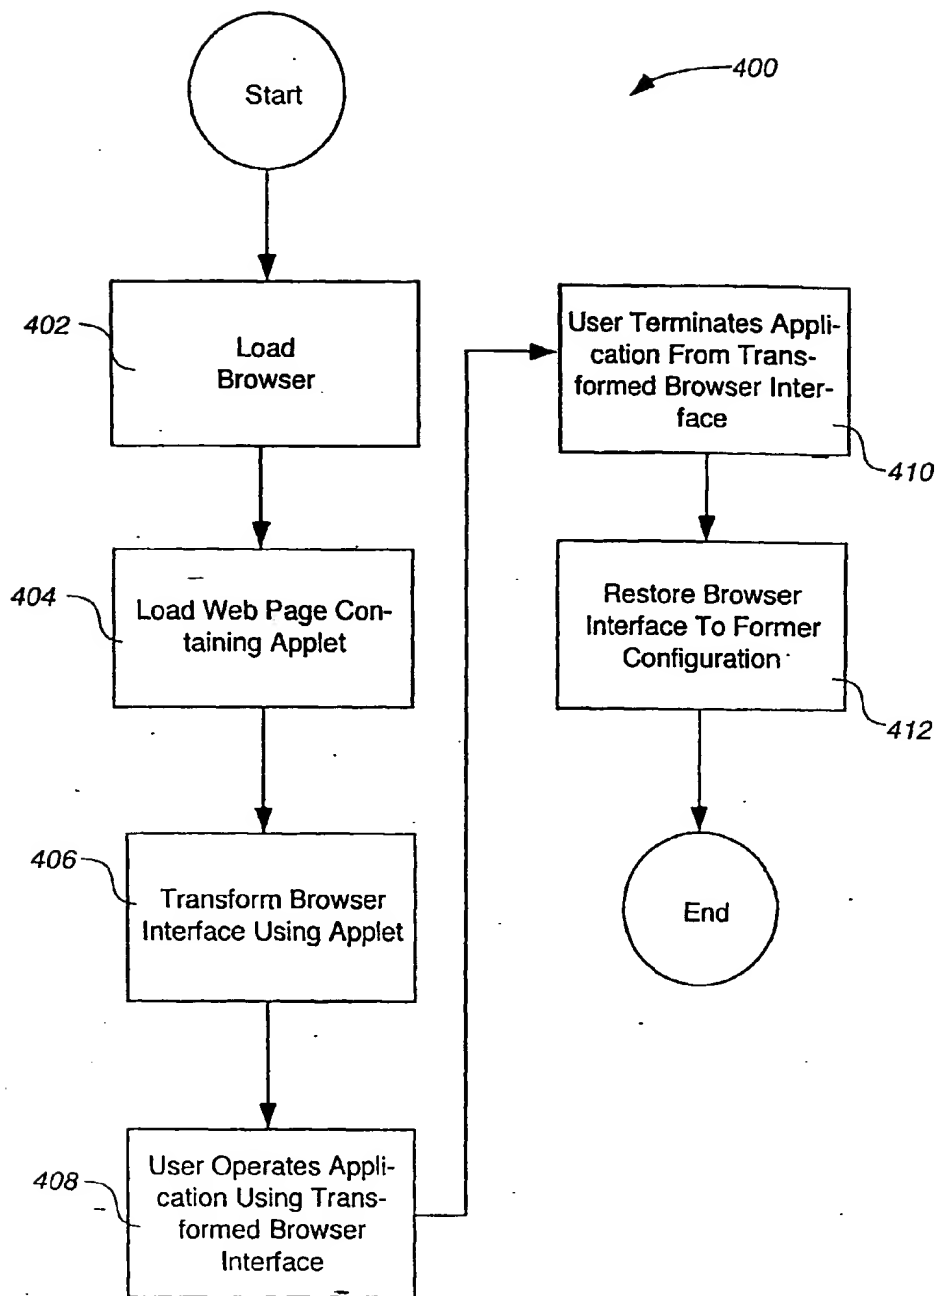 Start
400
402
Load
Browser
404
Load Web Page Con-
taining Applet
406
Transform Browser
Interface Using Applet
408
User Operates Appli-
cation Using Trans-
formed Browser
Interface
User Terminates Appli-
cation From Trans-
formed Browser Inter-
face
410
Restore Browser
Interface To Former
Configuration
412
End